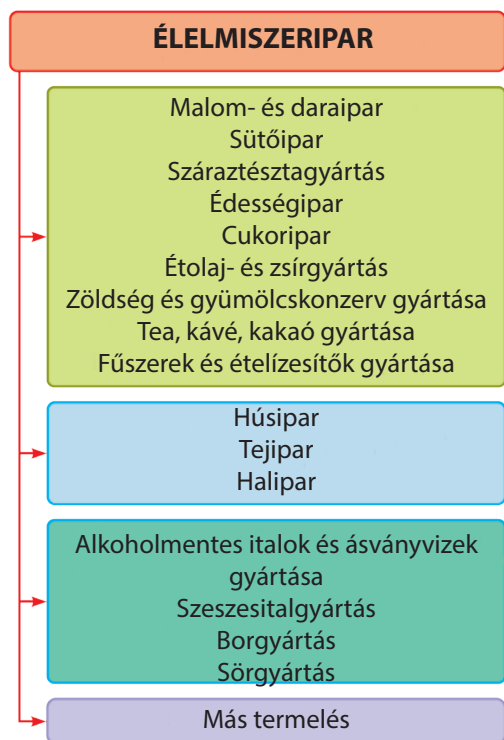 ÉLELMISZERIPAR
Malom- és daraipar
Sütőipar
Száraztésztagyártás
Édességipar
Cukoripar
Étolaj- és zsírgyártás
Zöldség és gyümölcskonzerv gyártása
Tea, kávé, kakaó gyártása
Fűszerek és ételízesítők gyártása
Húsipar
Tejipar
Halipar
Alkoholmentes italok és ásványvizek
gyártása
Szeszesitalgyártás
Borgyártás
Sörgyártás
Más termelés